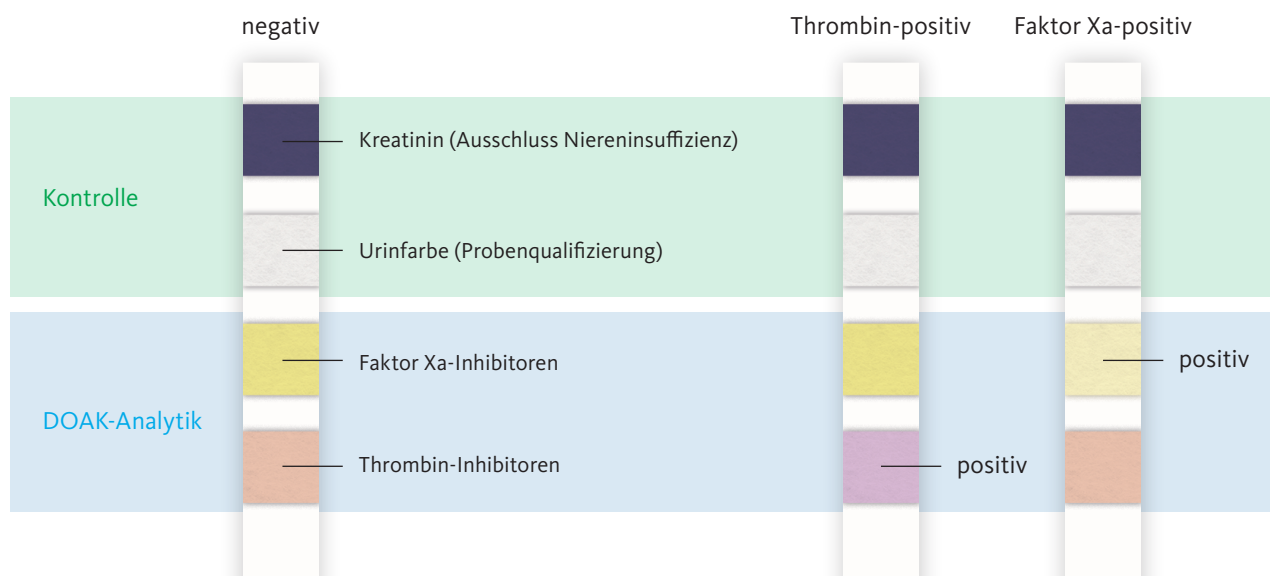 negativ
Thrombin-positiv
Faktor Xa-positiv
Kontrolle
Kreatinin (Ausschluss Niereninsuffizienz)
Urinfarbe (Probenqualifizierung)
DOAK-Analytik
Faktor Xa-Inhibitoren
positiv
Thrombin-Inhibitoren
positiv